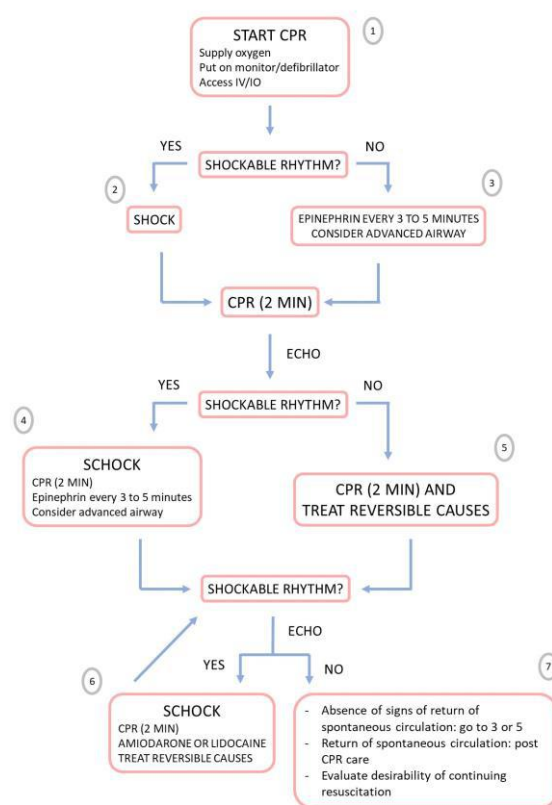 START CPR
Supply oxygen
Put on monitor/defibrillator
Access IV/IO
1
YES
NO
SHOCKABLE RHYTHM?
2
3
SHOCK
EPINEPHRIN EVERY 3 TO 5 MINUTES
CONSIDER ADVANCED AIRWAY
CPR (2 MIN)
ECHO
YES
NO
SHOCKABLE RHYTHM?
4
5
SCHOCK
CPR (2 MIN)
Epinephrin every 3 to 5 minutes
Consider advanced airway
CPR (2 MIN) AND
TREAT REVERSIBLE CAUSES
SHOCKABLE RHYTHM?
ECHO
YES
NO
6
7
SCHOCK
CPR (2 MIN)
AMIODARONE OR LIDOCAINE
TREAT REVERSIBLE CAUSES
- Absence of signs of return of
spontaneous circulation: go to 3 or 5
- Return of spontaneous circulation: post
CPR care
- Evaluate desirability of continuing
resuscitation